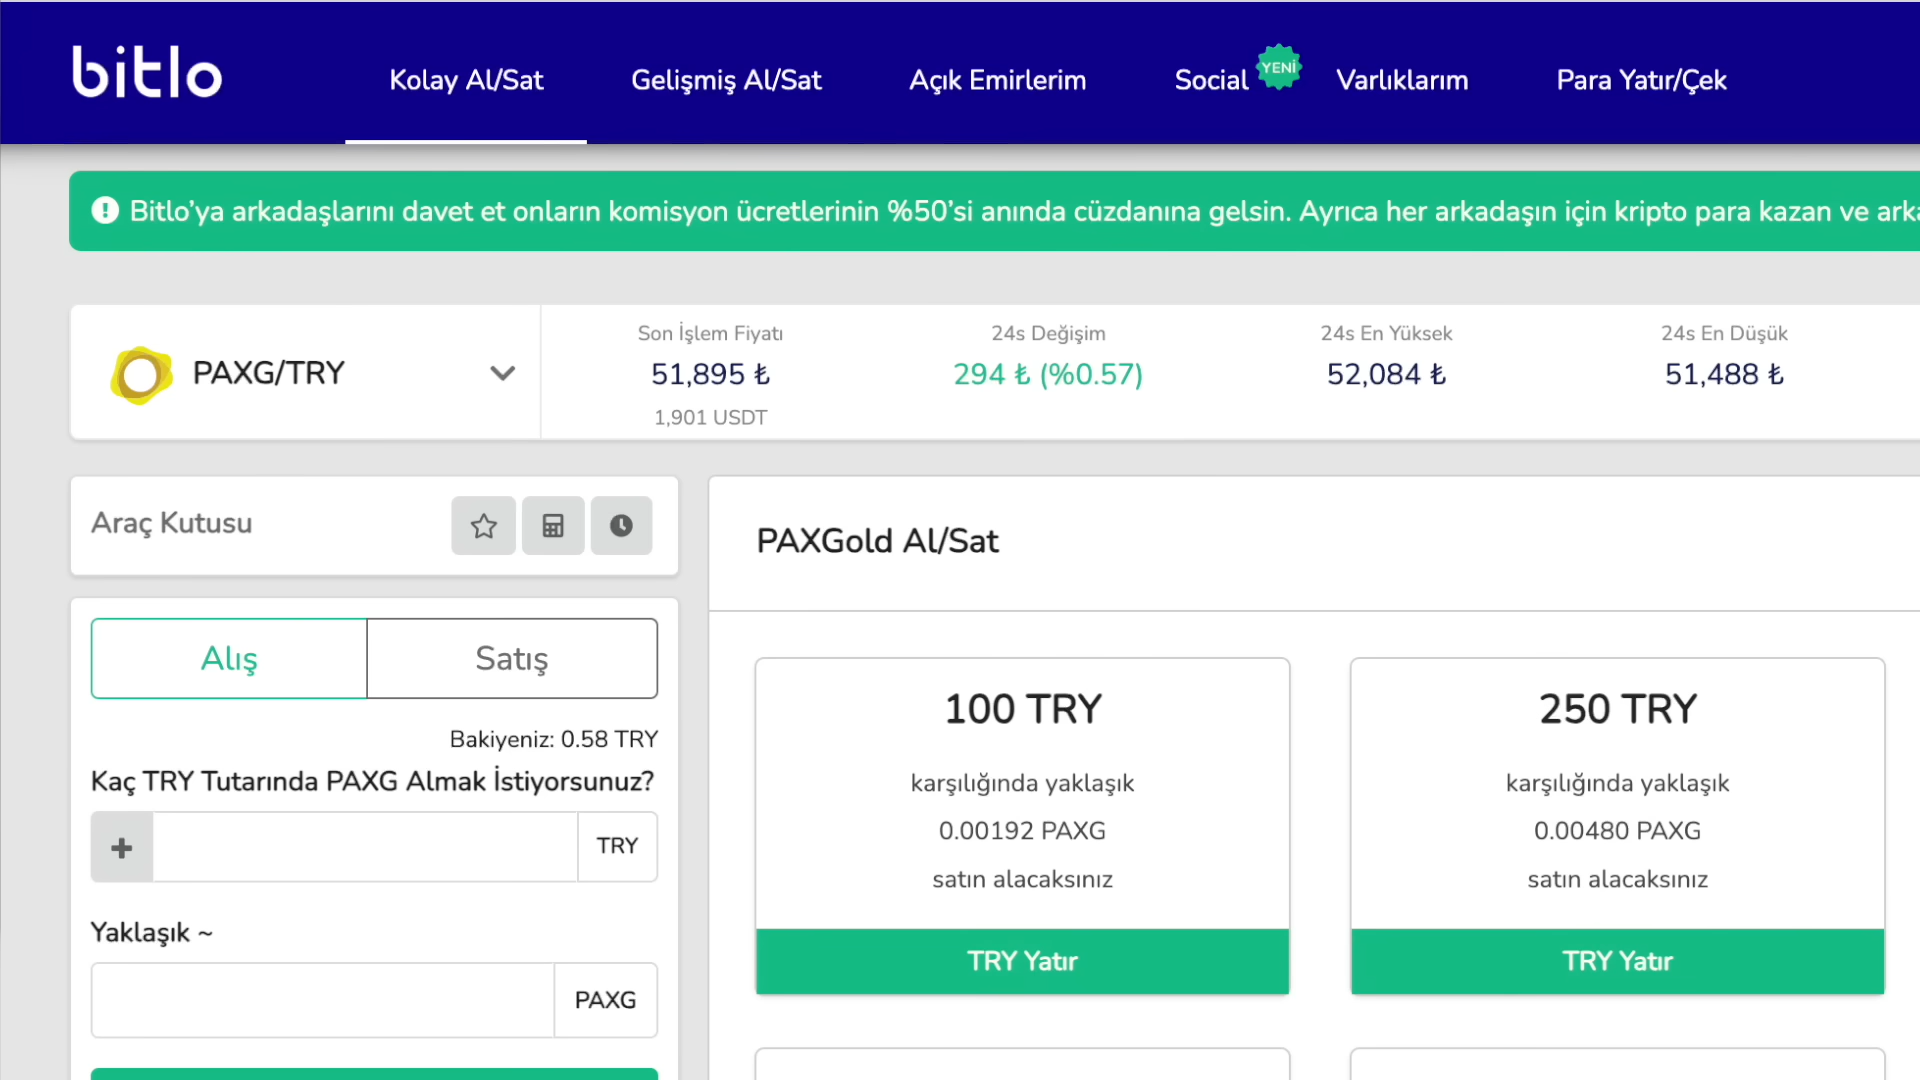 bitlo
Kolay Al/Sat
Gelişmiş Al/Sat
Açık Emirlerim
Social
YENİ
Varlıklarım
Para Yatır/Çek
Bitlo'ya arkadaşlarını davet et onların komisyon ücretlerinin %50'si anında cüzdanına gelsin. Ayrıca her arkadaşın için kripto para kazan ve
PAXG/TRY
Son İşlem Fiyatı
51,895 ₺
1,901 USDT
24s Değişim
294 ₺ (%0.57)
24s En Yüksek
52,084 ₺
24s En Düşük
51,488 ₺
Araç Kutusu
Alış
Satış
Bakiyeniz: 0.58 TRY
Kaç TRY Tutarında PAXG Almak İstiyorsunuz?
+
TRY
Yaklaşık ~
PAXG
PAXGold Al/Sat
100 TRY
karşılığında yaklaşık
0.00192 PAXG
satın alacaksınız
TRY Yatır
250 TRY
karşılığında yaklaşık
0.00480 PAXG
satın alacaksınız
TRY Yatır